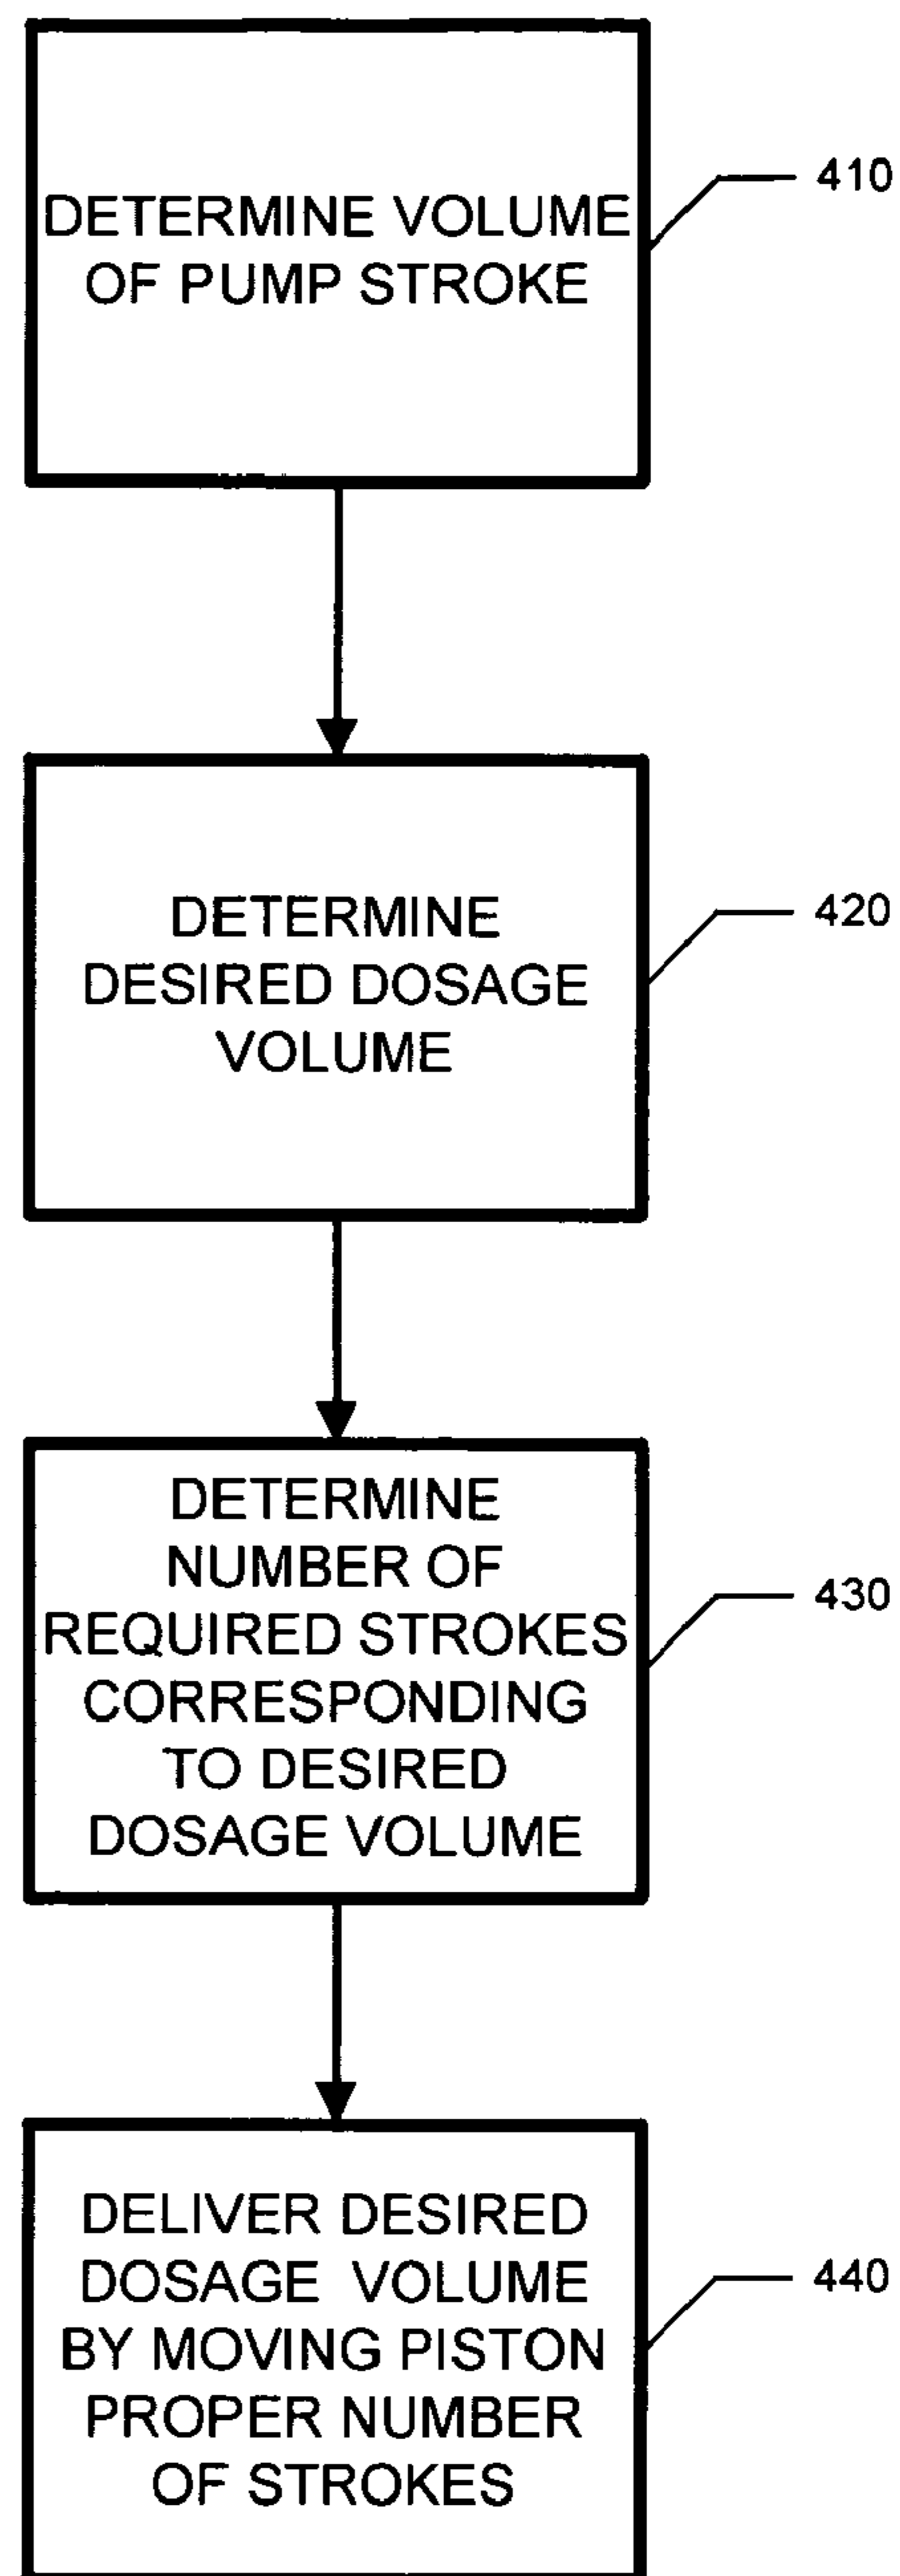 DETERMINE VOLUME
OF PUMP STROKE
410
DETERMINE
DESIRED DOSAGE
VOLUME
420
DETERMINE
NUMBER OF
REQUIRED STROKES
CORRESPONDING
TO DESIRED
DOSAGE VOLUME
430
DELIVER DESIRED
DOSAGE VOLUME
BY MOVING PISTON
PROPER NUMBER
OF STROKES
440